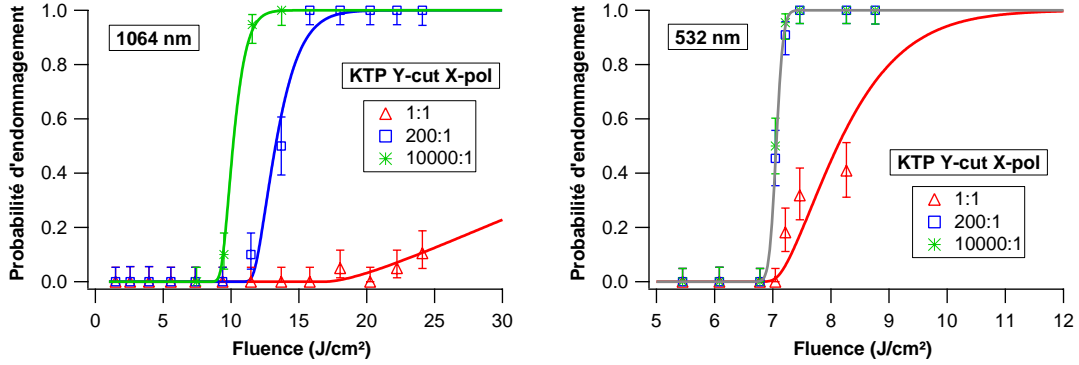 1064 nm
KTP Y-cut X-pol
1:1
200:1
10000:1
Probabilité d'endommagement
1.0
0.8
0.6
0.4
0.2
0.0
0 5 10 15 20 25 30
Fluence (J/cm²)
532 nm
KTP Y-cut X-pol
1:1
200:1
10000:1
Probabilité d'endommagement
1.0
0.8
0.6
0.4
0.2
0.0
5 6 7 8 9 10 11 12
Fluence (J/cm²)